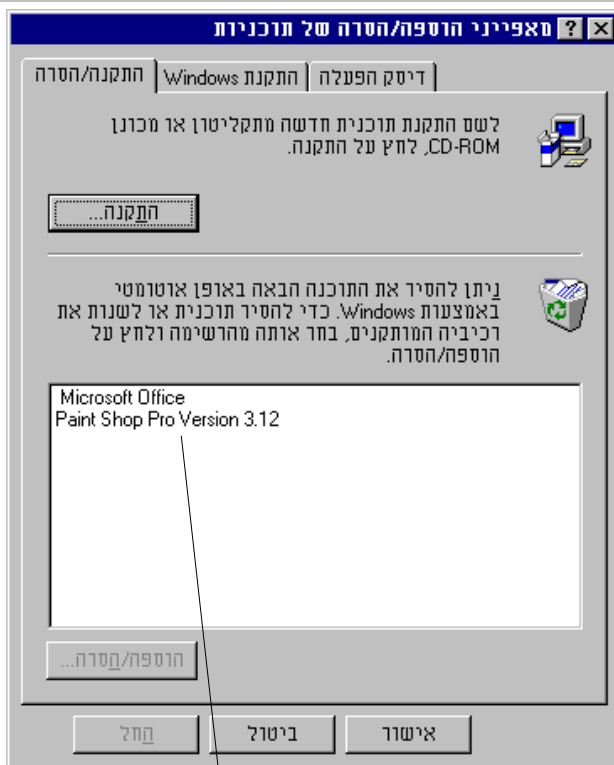 מאפייני הוספה/הסרה של תוכניות
התקנה/הסרה
התקנת Windows
דיסק הפעלה
לשם התקנת תוכנית חדשה מתקליטון או מכונן
CD-ROM, לחץ על התקנה.
התקנה...
ניתן להסיר את התוכנה הבאה באופן אוטומטי
באמצעות Windows. כדי להסיר תוכנית או לשנות את
רכיביה המותקנים, בחר אותה מהרשימה ולחץ על
הוספה/הסרה.
Microsoft Office
Paint Shop Pro Version 3.12
הוספה/הסרה...
אישור
ביטול
החל